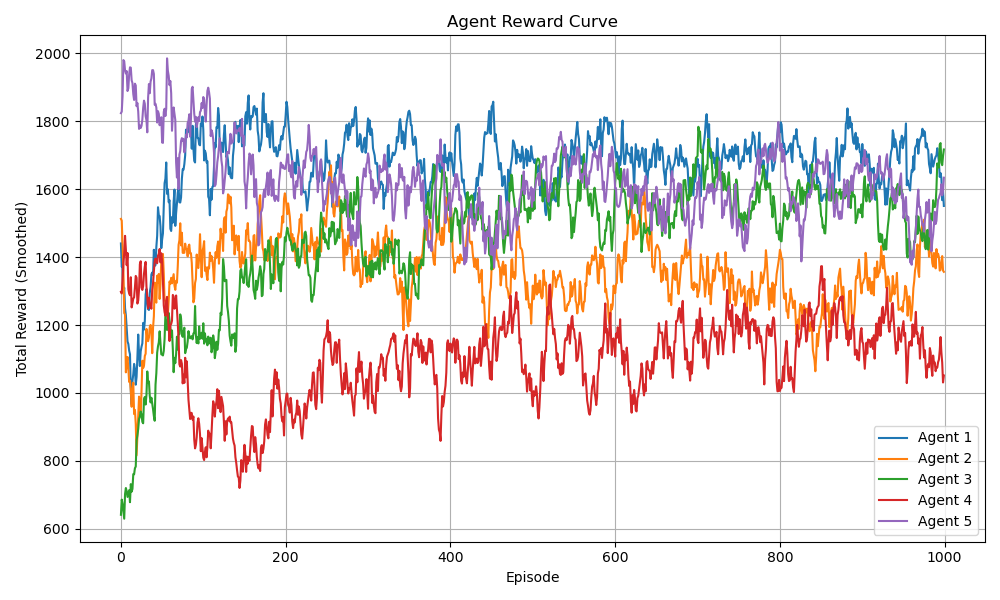 Agent Reward Curve
Total Reward (Smoothed)
2000
1800
1600
1400
1200
1000
800
600
0
200
400
600
800
1000
Episode
Agent 1
Agent 2
Agent 3
Agent 4
Agent 5